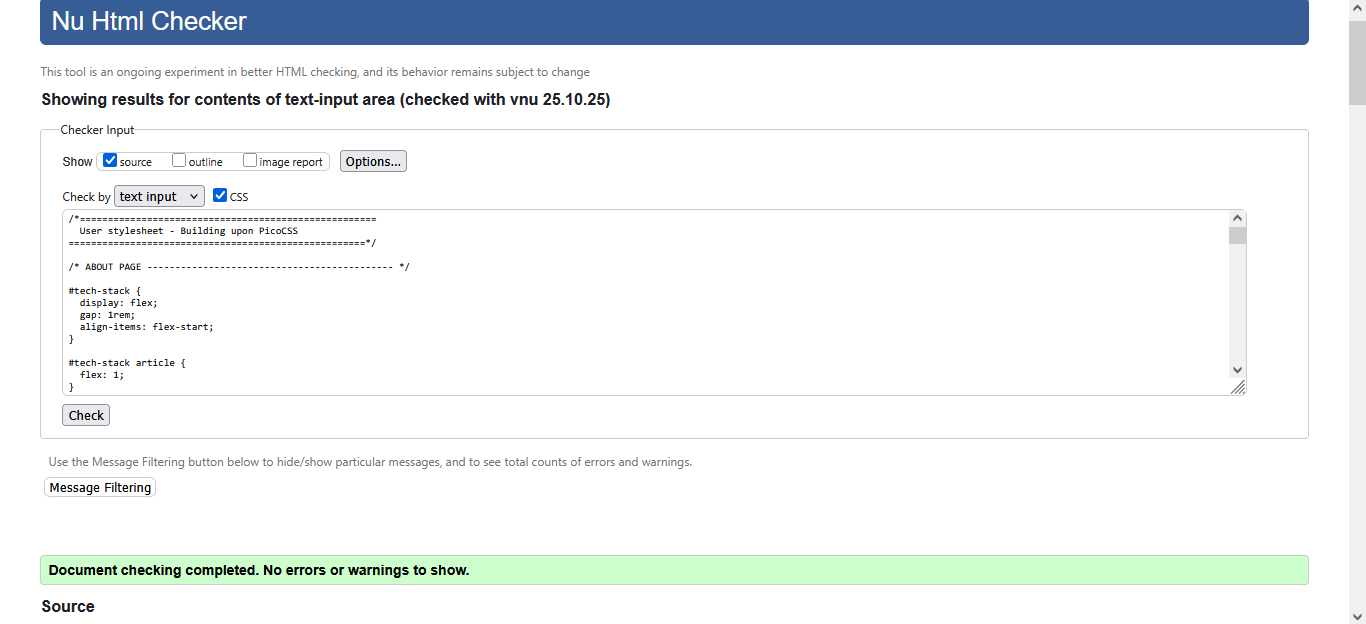 Nu Html Checker
This tool is an ongoing experiment in better HTML checking, and its behavior remains subject to change
Showing results for contents of text-input area (checked with vnu 25.10.25)
Checker Input
Show source outline image report Options...
Check by text input CSS
/*=====================================================
User stylesheet - Building upon PicoCSS
=====================================================*/
/* ABOUT PAGE -------------------------------------------- */
#tech-stack {
display: flex;
gap: 1rem;
align-items: flex-start;
}
#tech-stack article {
flex: 1;
}
Check
Use the Message Filtering button below to hide/show particular messages, and to see total counts of errors and warnings.
Message Filtering
Document checking completed. No errors or warnings to show.
Source